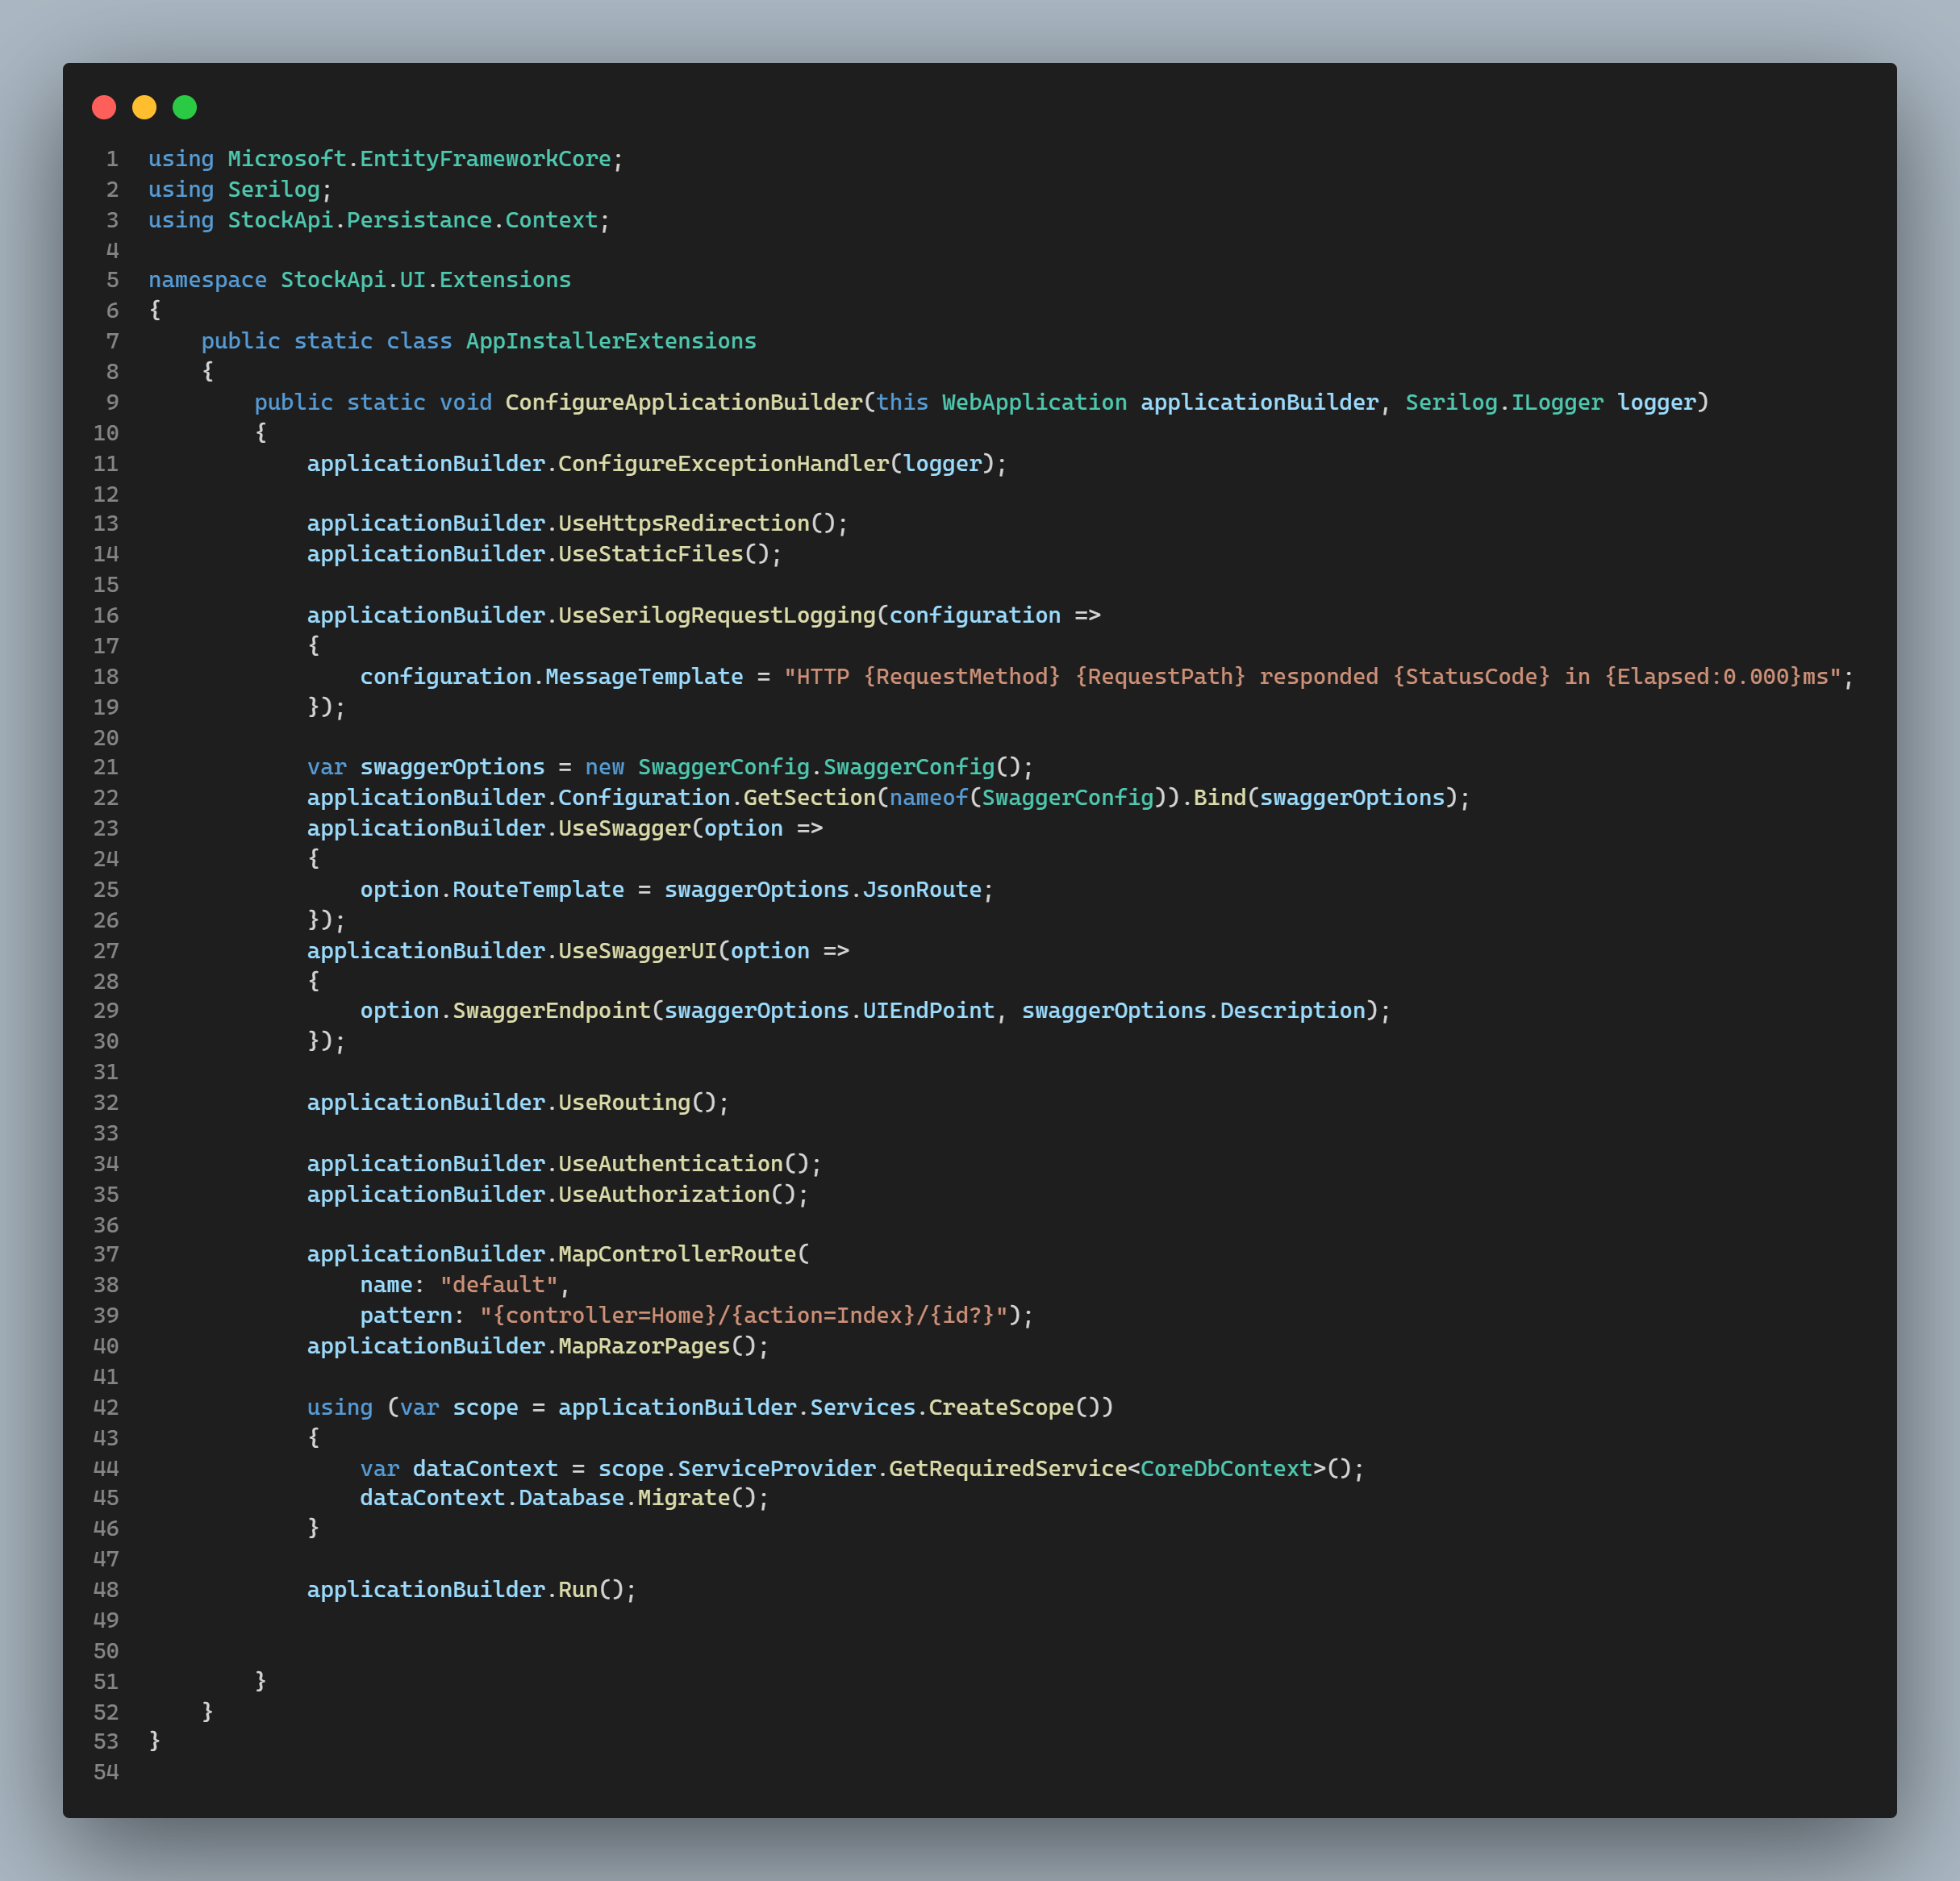 1 using Microsoft.EntityFrameworkCore;
2 using Serilog;
3 using StockApi.Persistance.Context;
4
5 namespace StockApi.UI.Extensions
6 {
7     public static class AppInstallerExtensions
8     {
9         public static void ConfigureApplicationBuilder(this WebApplication applicationBuilder, Serilog.ILogger logger)
10         {
11             applicationBuilder.ConfigureExceptionHandler(logger);
12
13             applicationBuilder.UseHttpsRedirection();
14             applicationBuilder.UseStaticFiles();
15
16             applicationBuilder.UseSerilogRequestLogging(configuration =>
17             {
18                 configuration.MessageTemplate = "HTTP {RequestMethod} {RequestPath} responded {StatusCode} in {Elapsed:0.000}ms";
19             });
20
21             var swaggerOptions = new SwaggerConfig.SwaggerConfig();
22             applicationBuilder.Configuration.GetSection(nameof(SwaggerConfig)).Bind(swaggerOptions);
23             applicationBuilder.UseSwagger(option =>
24             {
25                 option.RouteTemplate = swaggerOptions.JsonRoute;
26             });
27             applicationBuilder.UseSwaggerUI(option =>
28             {
29                 option.SwaggerEndpoint(swaggerOptions.UIEndPoint, swaggerOptions.Description);
30             });
31
32             applicationBuilder.UseRouting();
33
34             applicationBuilder.UseAuthentication();
35             applicationBuilder.UseAuthorization();
36
37             applicationBuilder.MapControllerRoute(
38                 name: "default",
39                 pattern: "{controller=Home}/{action=Index}/{id?}");
40             applicationBuilder.MapRazorPages();
41
42             using (var scope = applicationBuilder.Services.CreateScope())
43             {
44                 var dataContext = scope.ServiceProvider.GetRequiredService<CoreDbContext>();
45                 dataContext.Database.Migrate();
46             }
47
48             applicationBuilder.Run();
49
50
51         }
52     }
53 }
54